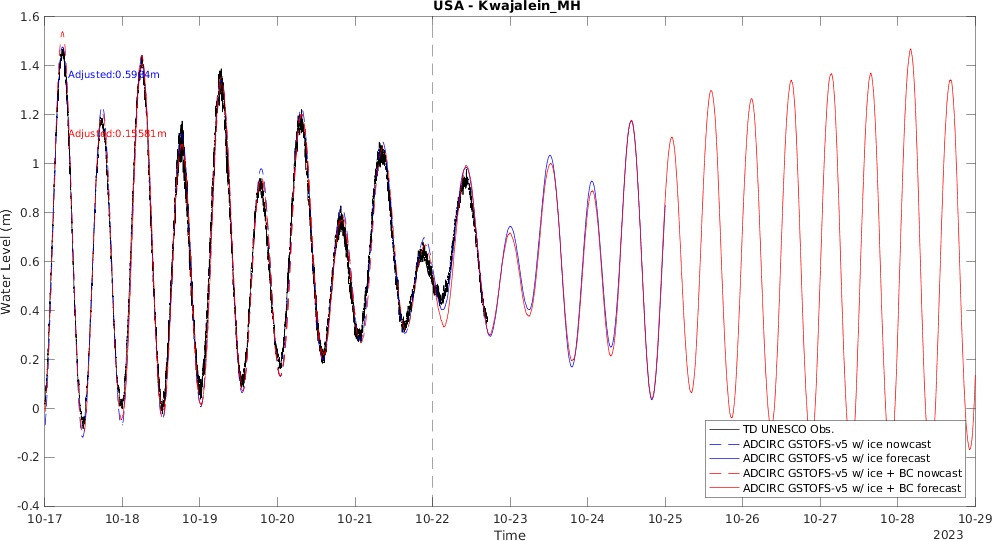 USA - Kwajalein_MH
1.6
1.4
1.2
1
0.8
0.6
0.4
0.2
0
-0.2
-0.4
Water Level (m)
Adjusted:0.5964m
Adjusted:0.15581m
TD UNESCO Obs.
ADCIRC GSTOFS-v5 w/ ice nowcast
ADCIRC GSTOFS-v5 w/ ice forecast
ADCIRC GSTOFS-v5 w/ ice + BC nowcast
ADCIRC GSTOFS-v5 w/ ice + BC forecast
10-17 10-18 10-19 10-20 10-21 10-22 10-23 10-24 10-25 10-26 10-27 10-28 10-29
Time
2023